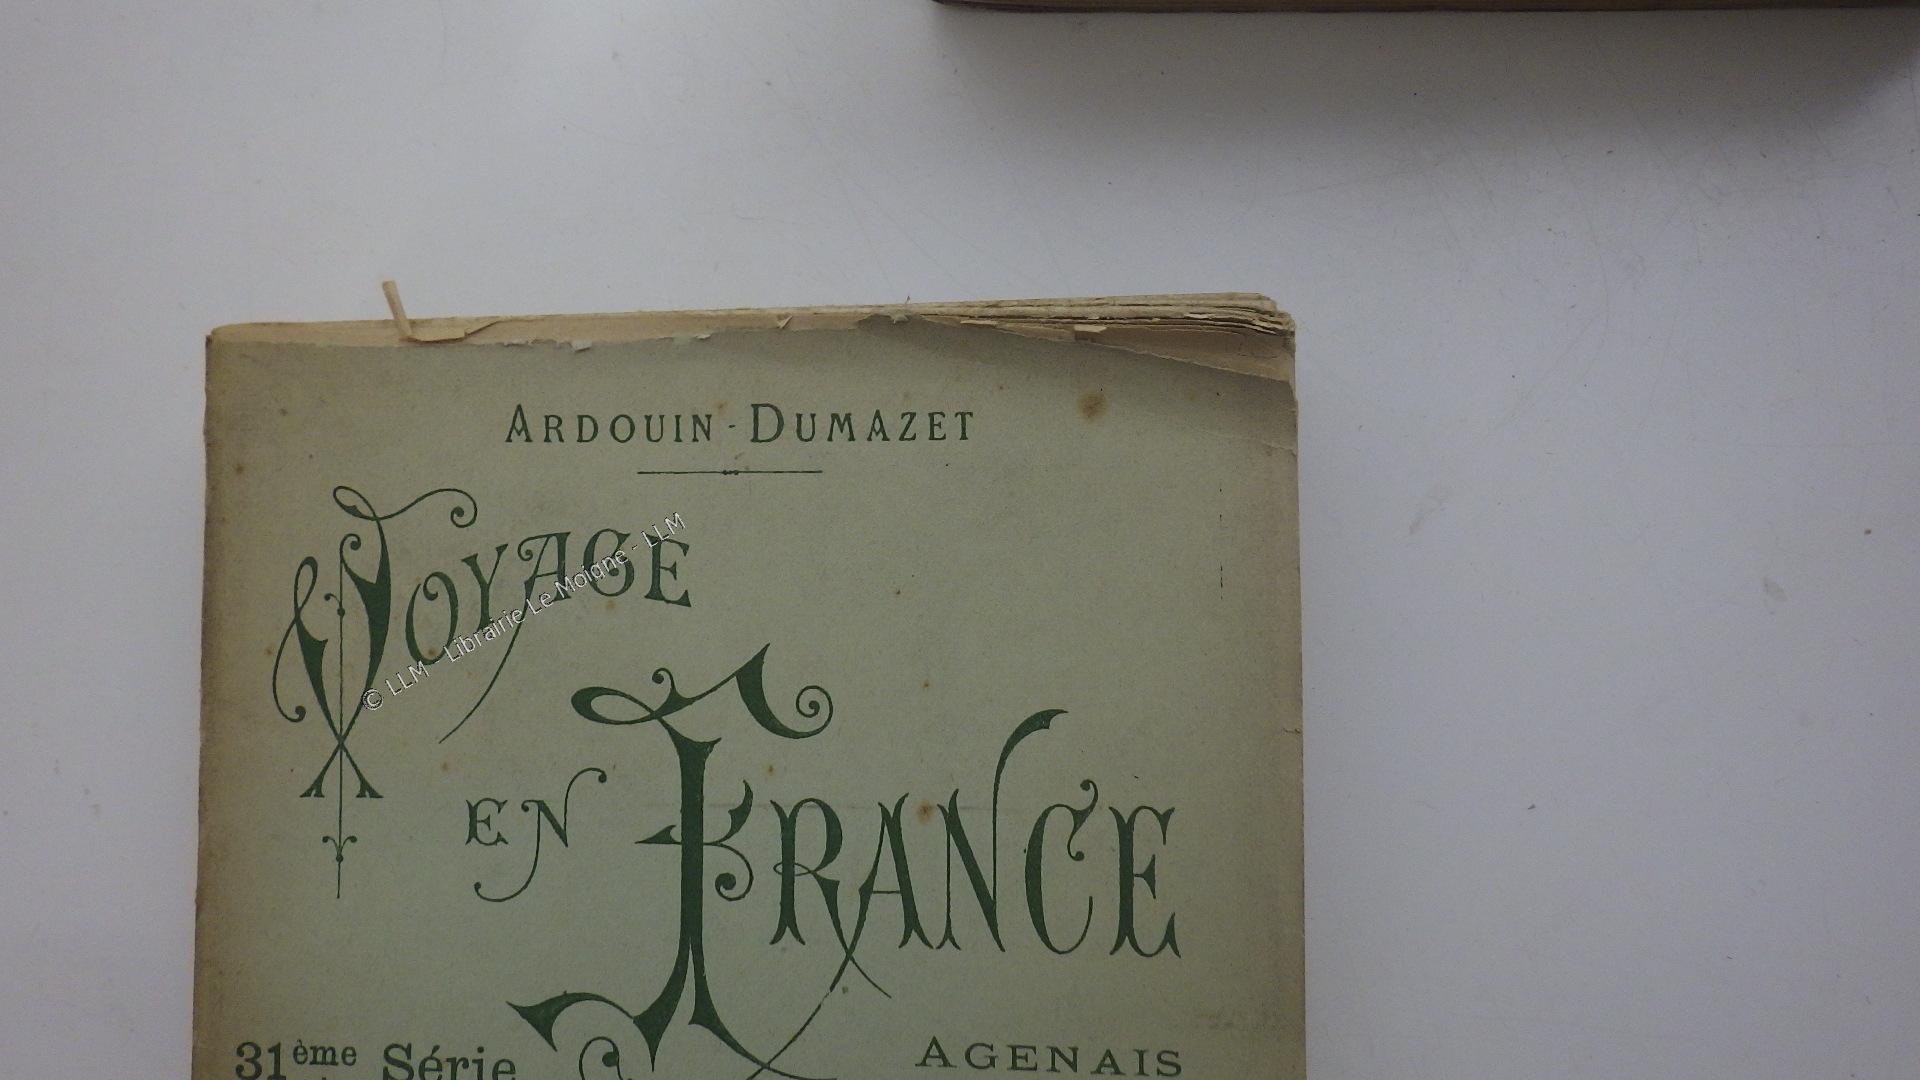 ARDOUIN-DUMAZET
VOYAGE
EN FRANCE
31ème Série
AGENAIS
© LLM - Librairie Le Moigne - LLM